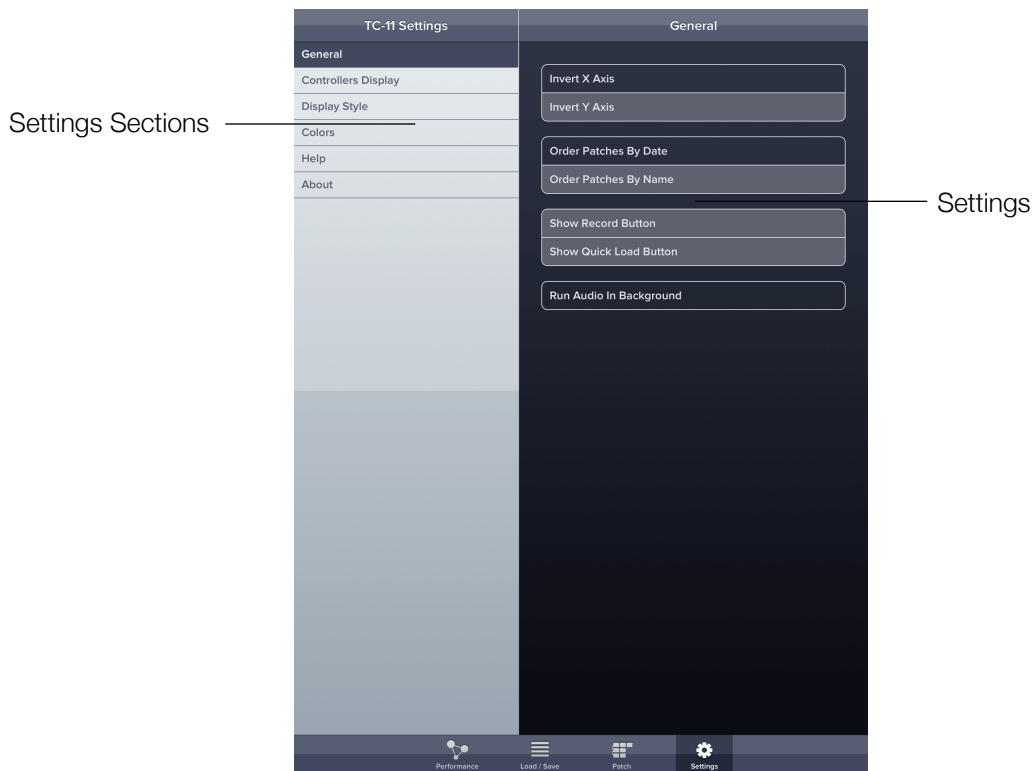 TC-11 Settings
General
General
Controllers Display
Display Style
Colors
Help
About
Settings Sections
Invert X Axis
Invert Y Axis
Order Patches By Date
Order Patches By Name
Show Record Button
Show Quick Load Button
Run Audio In Background
Settings
Performance
Load / Save
Patch
Settings